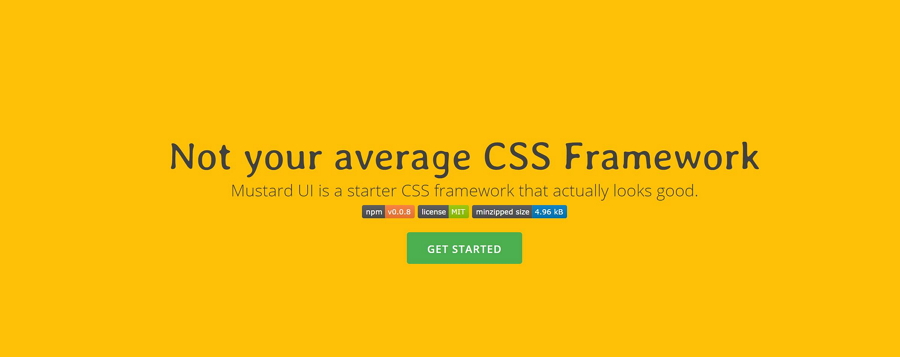 Not your average CSS Framework
Mustard UI is a starter CSS framework that actually looks good.
npm v0.0.8 license MIT minzipped size 4.96 kB
GET STARTED